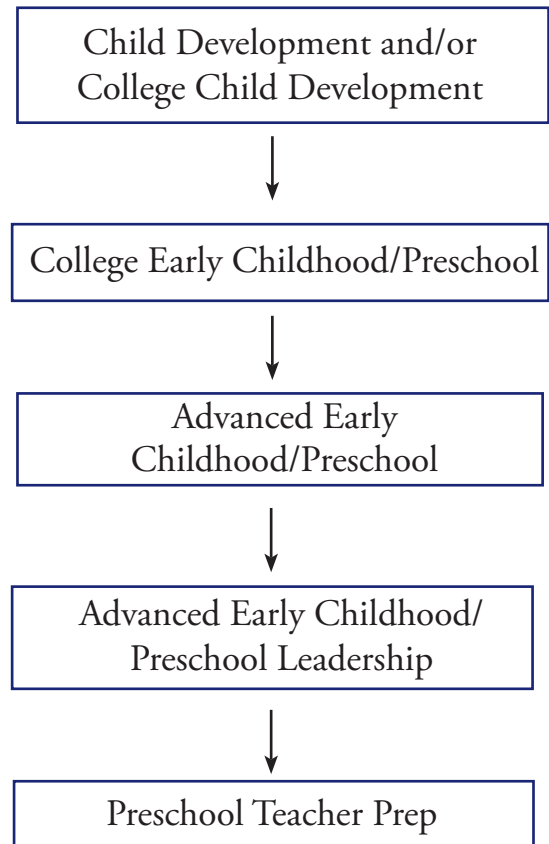 Child Development and/or
College Child Development
College Early Childhood/Preschool
Advanced Early
Childhood/Preschool
Advanced Early Childhood/
Preschool Leadership
Preschool Teacher Prep